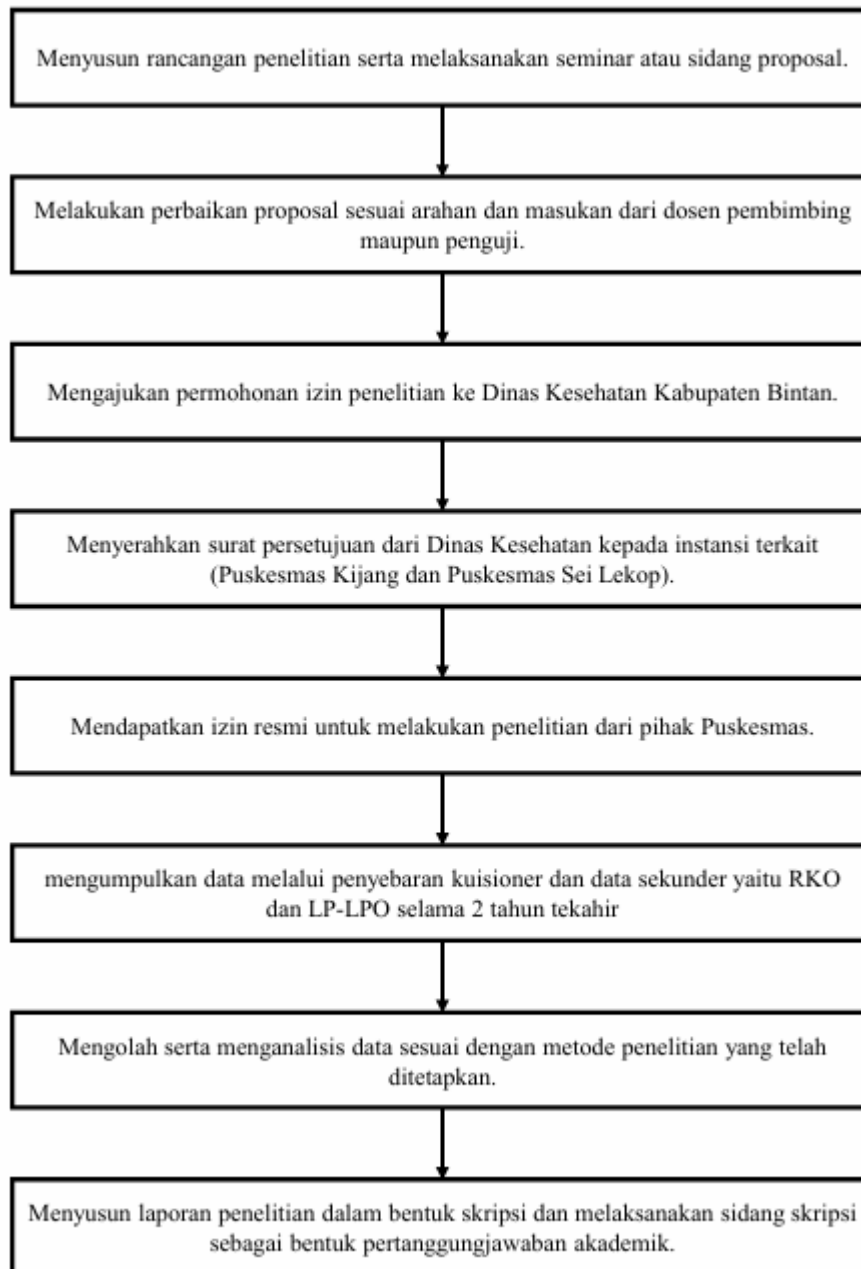 Menyusun rancangan penelitian serta melaksanakan seminar atau sidang proposal.
Melakukan perbaikan proposal sesuai arahan dan masukan dari dosen pembimbing
maupun penguji.
Mengajukan permohonan izin penelitian ke Dinas Kesehatan Kabupaten Bintan.
Menyerahkan surat persetujuan dari Dinas Kesehatan kepada instansi terkait
(Puskesmas Kijang dan Puskesmas Sei Lekop).
Mendapatkan izin resmi untuk melakukan penelitian dari pihak Puskesmas.
mengumpulkan data melalui penyebaran kuisioner dan data sekunder yaitu RKO
dan LP-LPO selama 2 tahun tekahir
Mengolah serta menganalisis data sesuai dengan metode penelitian yang telah
ditetapkan.
Menyusun laporan penelitian dalam bentuk skripsi dan melaksanakan sidang skripsi
sebagai bentuk pertanggungjawaban akademik.